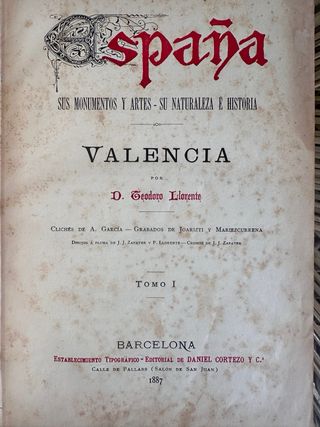 España
SUS MONUMENTOS Y ARTES - SU NATURALEZA É HISTORIA
VALENCIA
POR
D. Teodoro Llorente
CLICHÉS DE A. GARCÍA — GRABADOS DE JOARIZTI Y MARIEZCURRENA
DIBUJOS Á PLUMA DE J. J. ZAPATER Y F. LLORENTE — CROMOS DE J. J. ZAPATER
TOMO I
BARCELONA
ESTABLECIMIENTO TIPOGRÁFICO - EDITORIAL DE DANIEL CORTEZO Y C.ª
CALLE DE PALLARS (SALÓN DE SAN JUAN)
1887